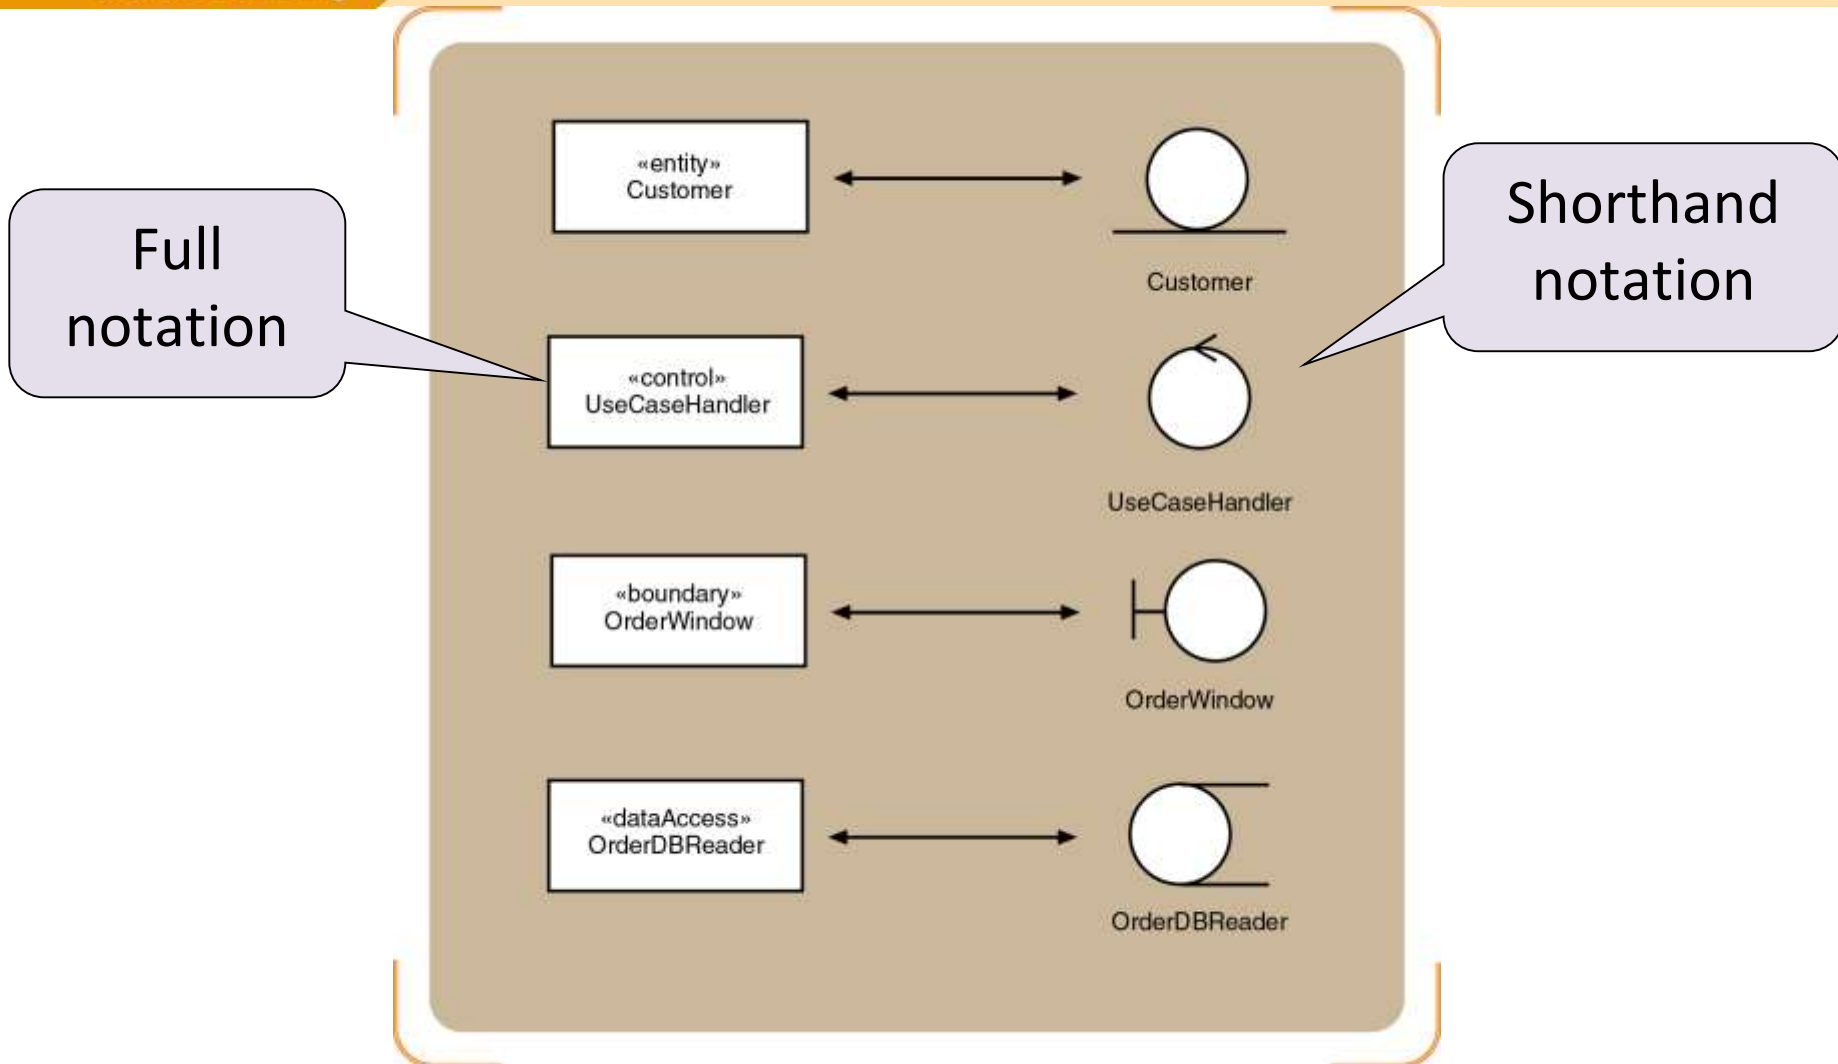 Full
notation
Shorthand
notation
«entity»
Customer
Customer
«control»
UseCaseHandler
UseCaseHandler
«boundary»
OrderWindow
OrderWindow
«dataAccess»
OrderDBReader
OrderDBReader